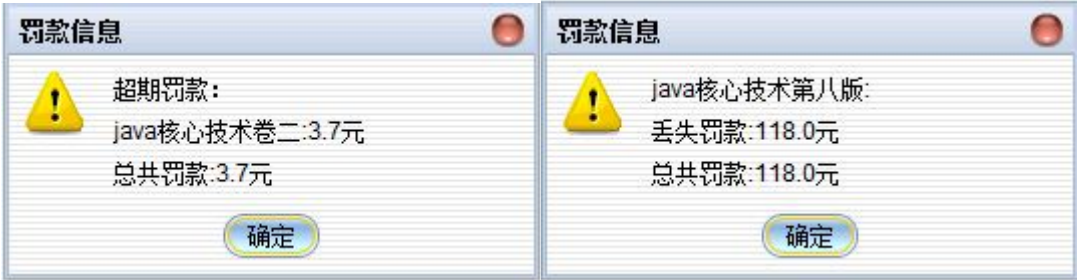 罚款信息
超期罚款：
java核心技术卷二:3.7元
总共罚款:3.7元
确定
罚款信息
java核心技术第八版:
丢失罚款:118.0元
总共罚款:118.0元
确定